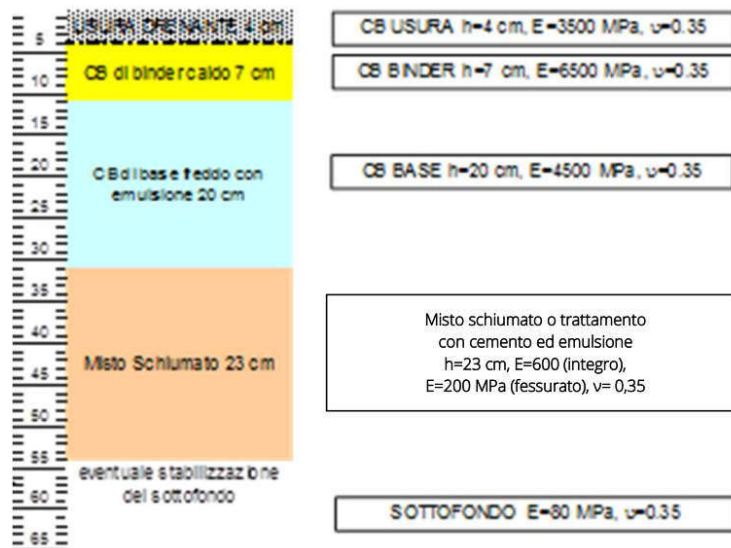 USURA DRENANTE 4 cm
CB USURA h=4 cm, E=3500 MPa, υ=0.35
5
CB di binder caldo 7 cm
CB BINDER h=7 cm, E=6500 MPa, υ=0.35
10
15
20
CB di base freddo con
emulsione 20 cm
CB BASE h=20 cm, E=4500 MPa, υ=0.35
25
30
35
40
Misto Schiumato 23 cm
Misto schiumato o trattamento
con cemento ed emulsione
h=23 cm, E=600 (integro),
E=200 MPa (fessurato), ν= 0,35
45
50
55
eventuale stabilizzazione
del sottofondo
60
SOTTOFONDO E=80 MPa, υ=0.35
65